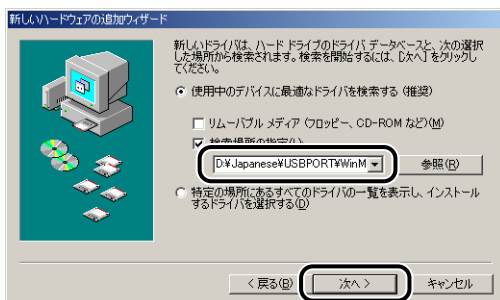 新しいハードウェアの追加ウィザード
新しいドライバは、ハード ドライブのドライバ データベースと、次の選択
した場所から検索されます。検索を開始するには、[次へ] をクリックし
てください。
使用中のデバイスに最適なドライバを検索する (推奨)
リムーバブル メディア (フロッピー、CD-ROM など)(M)
検索場所の指定(L)
D:¥Japanese¥USBPORT¥WinM
参照(R)
特定の場所にあるすべてのドライバの一覧を表示し、インストール
するドライバを選択する(D)
< 戻る(B)
次へ >
キャンセル